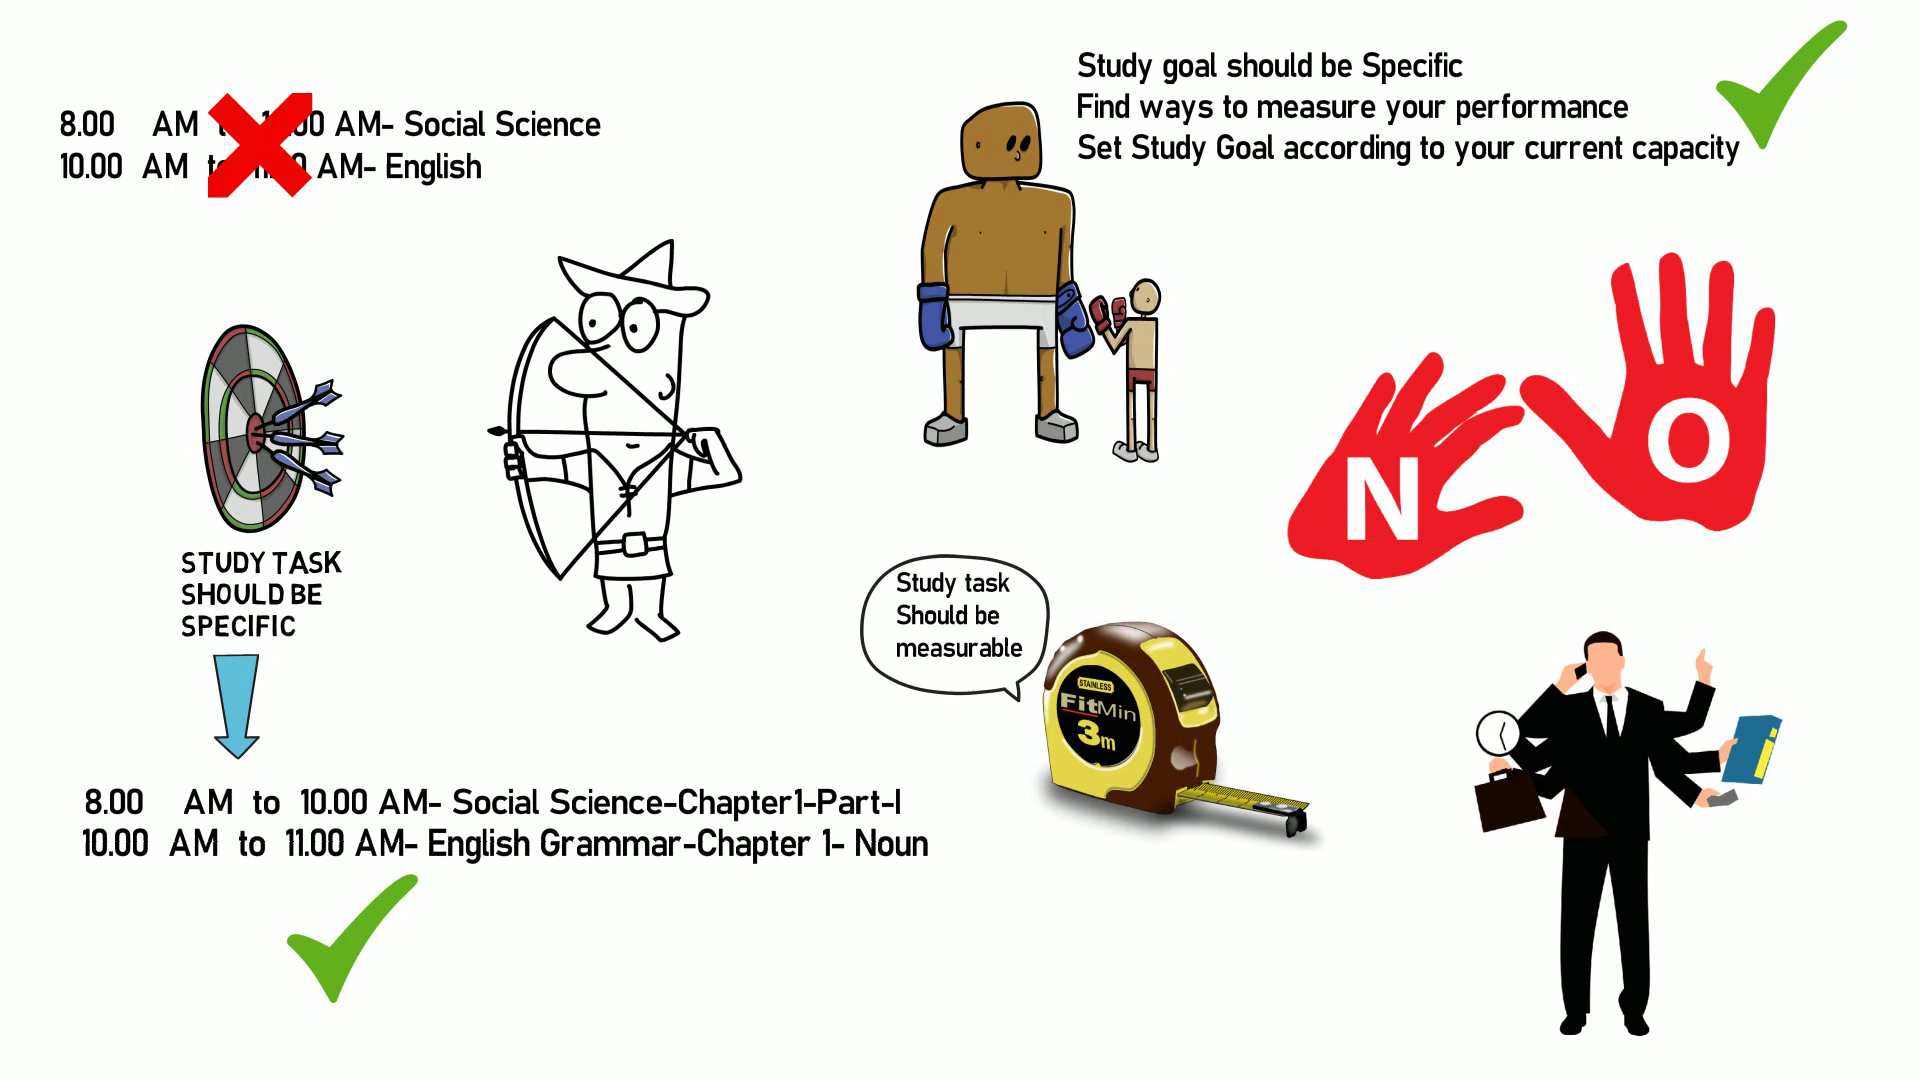 8.00 AM AM- Social Science
10.00 AM AM- English
Study goal should be Specific
Find ways to measure your performance
Set Study Goal according to your current capacity
STUDY TASK
SHOULD BE
SPECIFIC
8.00 AM to 10.00 AM- Social Science-Chapter1-Part-I
10.00 AM to 11.00 AM- English Grammar-Chapter 1- Noun
Study task
Should be
measurable
STAINLESS
FitMin
3m
N
O